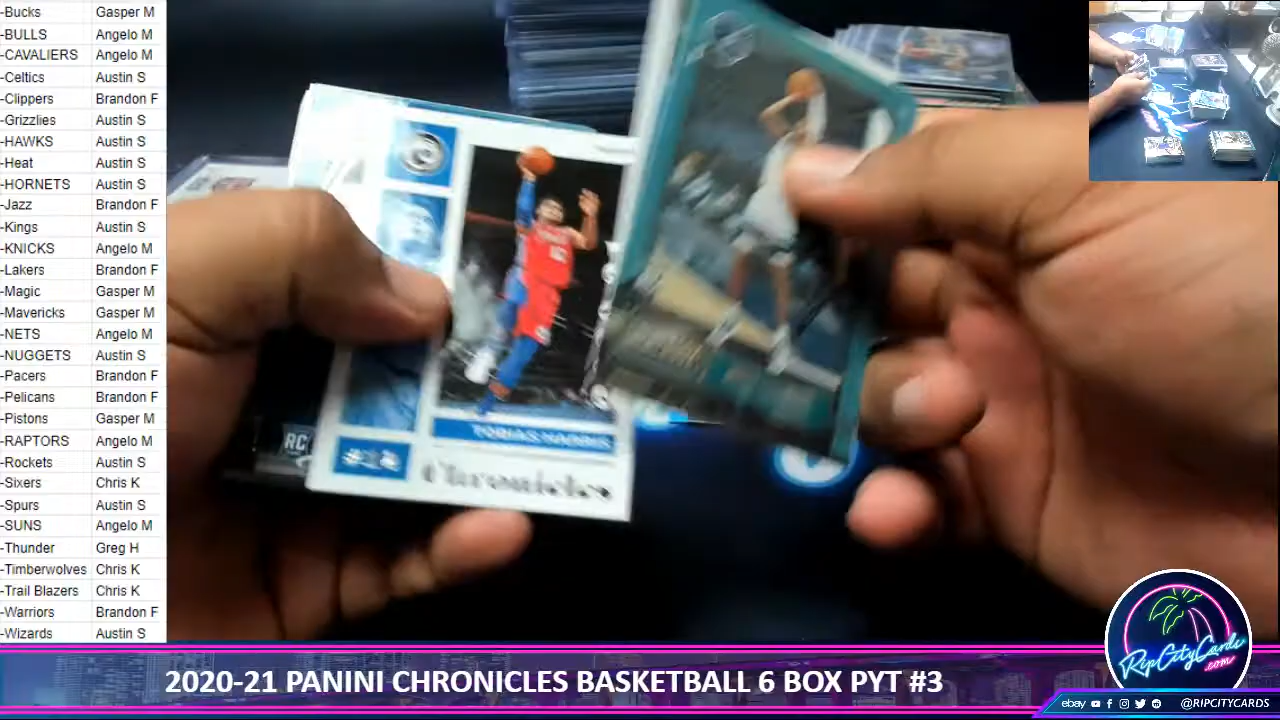 -Bucks Gasper M
-BULLS Angelo M
-CAVALIERS Angelo M
-Celtics Austin S
-Clippers Brandon F
-Grizzlies Austin S
-HAWKS Austin S
-Heat Austin S
-HORNETS Austin S
-Jazz Brandon F
-Kings Austin S
-KNICKS Angelo M
-Lakers Brandon F
-Magic Gasper M
-Mavericks Gasper M
-NETS Angelo M
-NUGGETS Austin S
-Pacers Brandon F
-Pelicans Brandon F
-Pistons Gasper M
-RAPTORS Angelo M
-Rockets Austin S
-Sixers Chris K
-Spurs Austin S
-SUNS Angelo M
-Thunder Greg H
-Timberwolves Chris K
-Trail Blazers Chris K
-Warriors Brandon F
-Wizards Austin S
RC
TOBIAS HARRIS
Chronicles
RipCityCards
.com
2020-21 PANINI CHRONICLES BASKETBALL 6 BOX PYT #3
ebay @RIPCITYCARDS